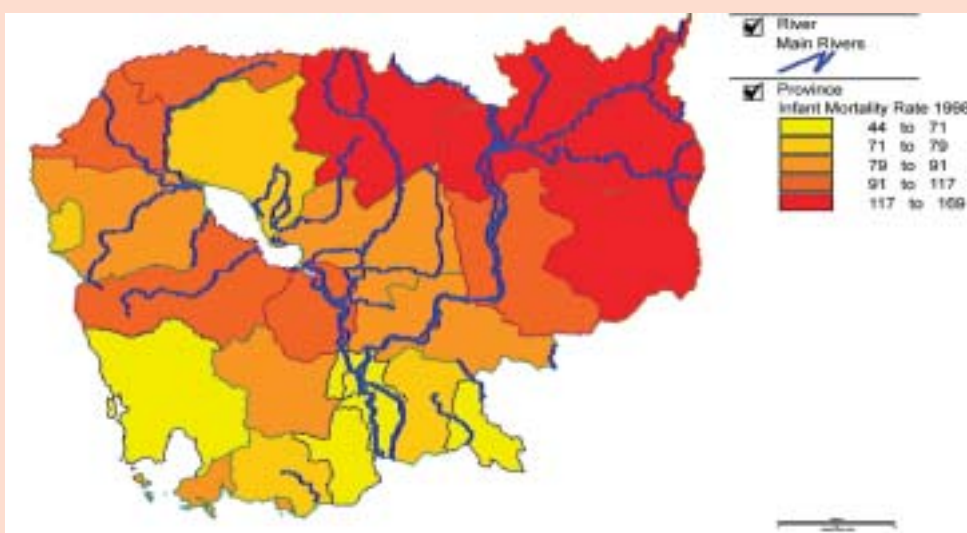 River
Main Rivers
Province
Infant Mortality Rate 1998
44 to 71
71 to 79
79 to 91
91 to 117
117 to 169